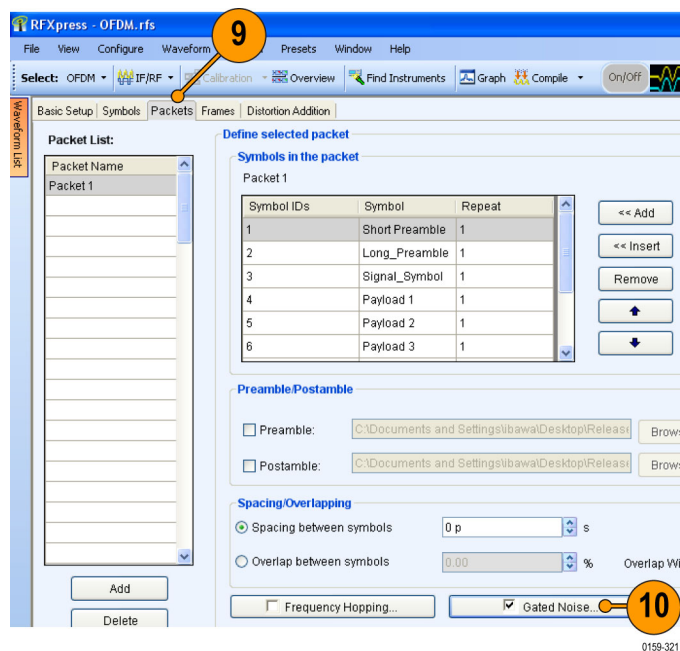 RFXpress - OFDM.rfs
9
File View Configure Waveform Presets Window Help
Select: OFDM IF/RF Calibration Overview Find Instruments Graph Compile On/Off
Waveform List
Basic Setup Symbols Packets Frames Distortion Addition
Packet List:
Packet Name
Packet 1
Add
Delete
Define selected packet
Symbols in the packet
Packet 1
Symbol IDs Symbol Repeat
1 Short Preamble 1
2 Long_Preamble 1
3 Signal_Symbol 1
4 Payload 1 1
5 Payload 2 1
6 Payload 3 1
<< Add
<< Insert
Remove
Preamble/Postamble
Preamble: C:\Documents and Settings\ibawa\Desktop\Releas Brows
Postamble: C:\Documents and Settings\ibawa\Desktop\Releas Brows
Spacing/Overlapping
Spacing between symbols 0 p s
Overlap between symbols 0.00 % Overlap Wi
Frequency Hopping... Gated Noise... 10
0159-321